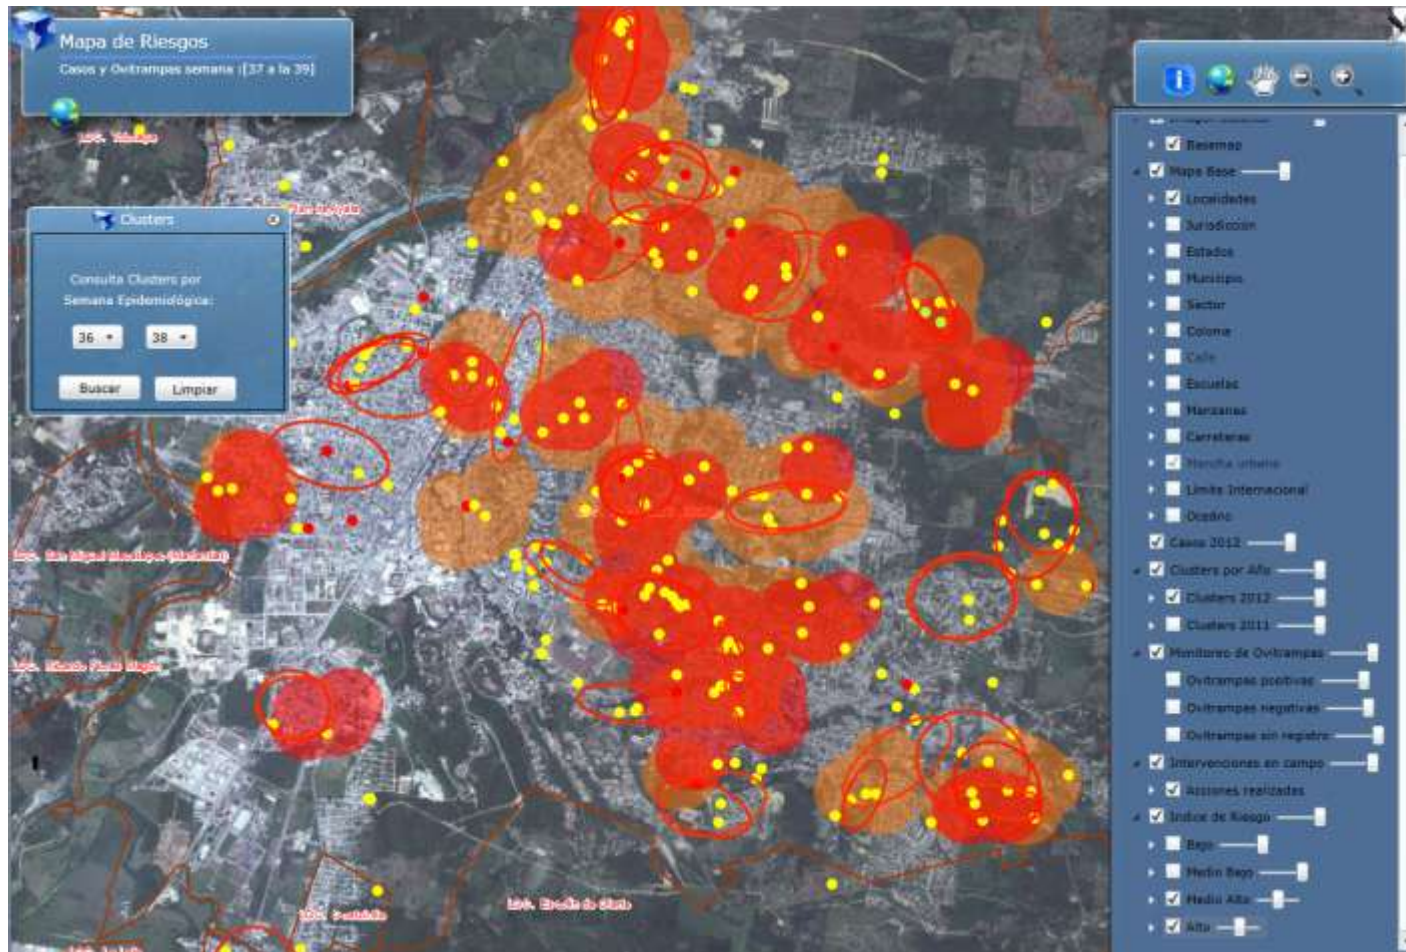 Mapa de Riesgos
Casos y Ovitrampas semana :[37 a la 39]
Clusters
Consulta Clusters por
Semana Epidemiológica:
36
38
Buscar
Limpiar
Basemap
Mapa Base
Localidades
Jurisdicción
Estados
Municipio
Sector
Colonia
Calle
Escuelas
Manzanas
Carreteras
Mancha urbana
Límite Internacional
Océano
Casos 2012
Clusters por Año
Clusters 2012
Clusters 2011
Monitoreo de Ovitrampas
Ovitrampas positivas
Ovitrampas negativas
Ovitrampas sin registro
Intervenciones en campo
Acciones realizadas
Indice de Riesgo
Bajo
Medio Bajo
Medio Alto
Alto